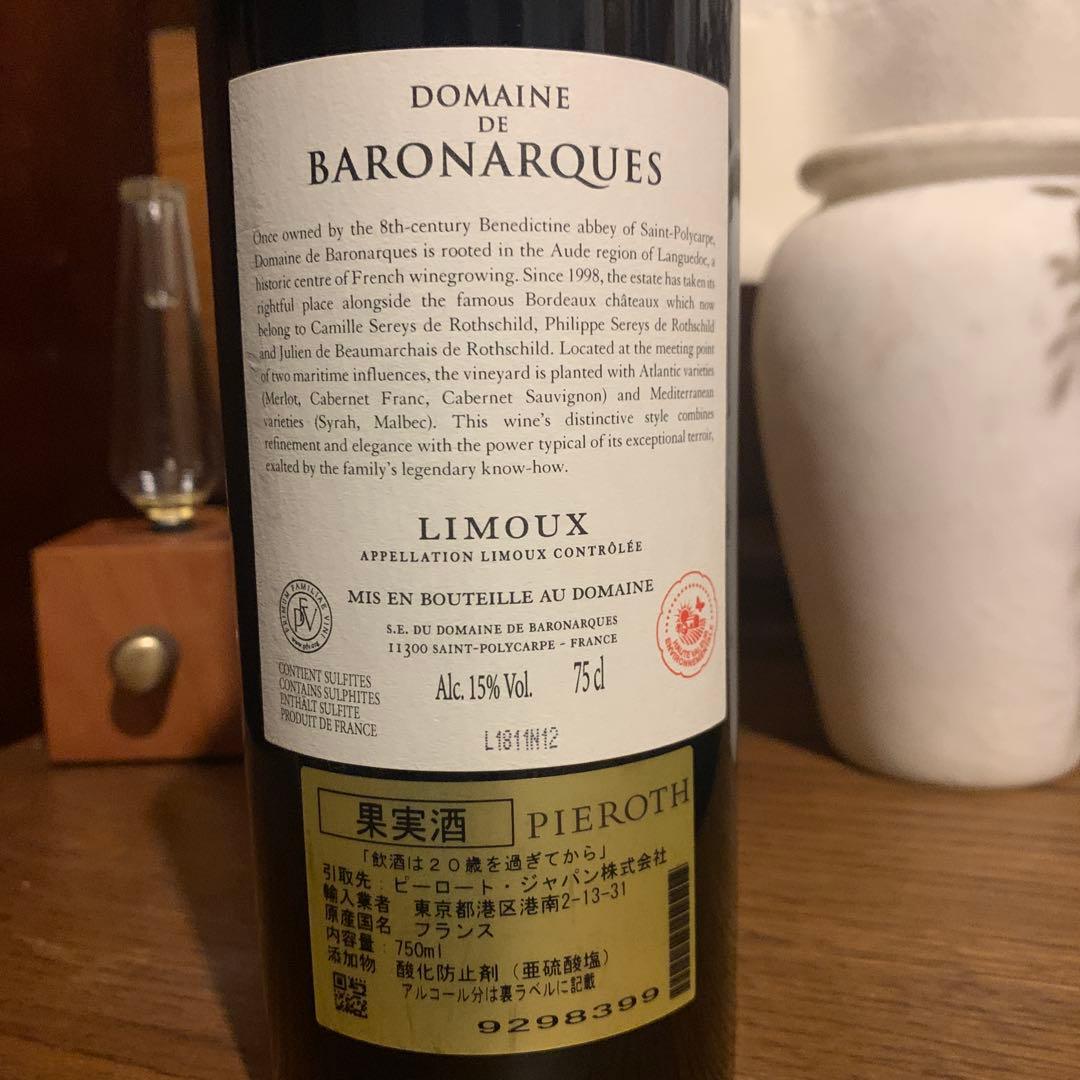 DOMAINE
DE
BARONARQUES
Once owned by the 8th-century Benedictine abbey of Saint-Polycarpe,
Domaine de Baronarques is rooted in the Aude region of Languedoc, a
historic centre of French winegrowing. Since 1998, the estate has taken its
rightful place alongside the famous Bordeaux châteaux which now
belong to Camille Sereys de Rothschild, Philippe Sereys de Rothschild
and Julien de Beaumarchais de Rothschild. Located at the meeting point
of two maritime influences, the vineyard is planted with Atlantic varieties
(Merlot, Cabernet Franc, Cabernet Sauvignon) and Mediterranean
varieties (Syrah, Malbec). This wine's distinctive style combines
refinement and elegance with the power typical of its exceptional terroir,
exalted by the family's legendary know-how.
LIMOUX
APPELLATION LIMOUX CONTRÔLÉE
MIS EN BOUTEILLE AU DOMAINE
S.E. DU DOMAINE DE BARONARQUES
11300 SAINT-POLYCARPE - FRANCE
PRIMUM FAMILIAE VINI
PFV
www.pfv.org
HAUTE VALEUR
ENVIRONNEMENTALE
CONTIENT SULFITES
CONTAINS SULPHITES
ENTHÄLT SULFITE
PRODUIT DE FRANCE
Alc. 15% Vol. 75 cl
L1811N12
果実酒 PIEROTH
「飲酒は20歳を過ぎてから」
引取先:ピーロート・ジャパン株式会社
輸入業者 東京都港区港南2-13-31
原産国名 フランス
内容量:750ml
添加物 酸化防止剤(亜硫酸塩)
アルコール分は裏ラベルに記載
9298399